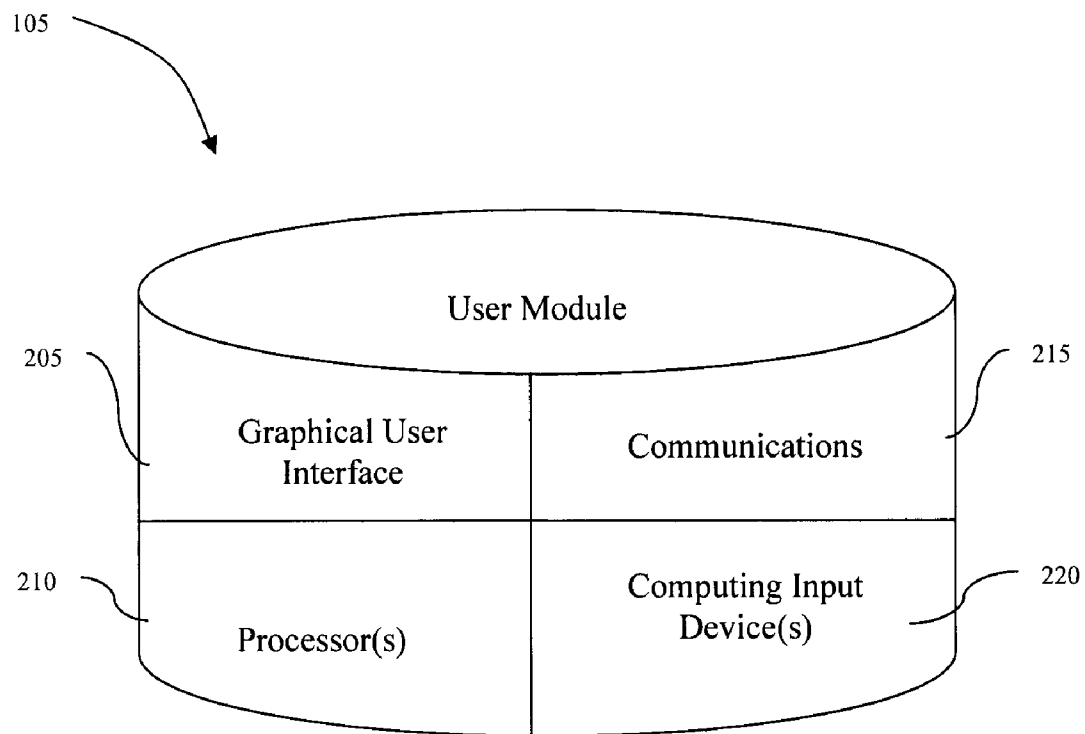 105
User Module
205
215
Graphical User
Interface
Communications
210
220
Processor(s)
Computing Input
Device(s)